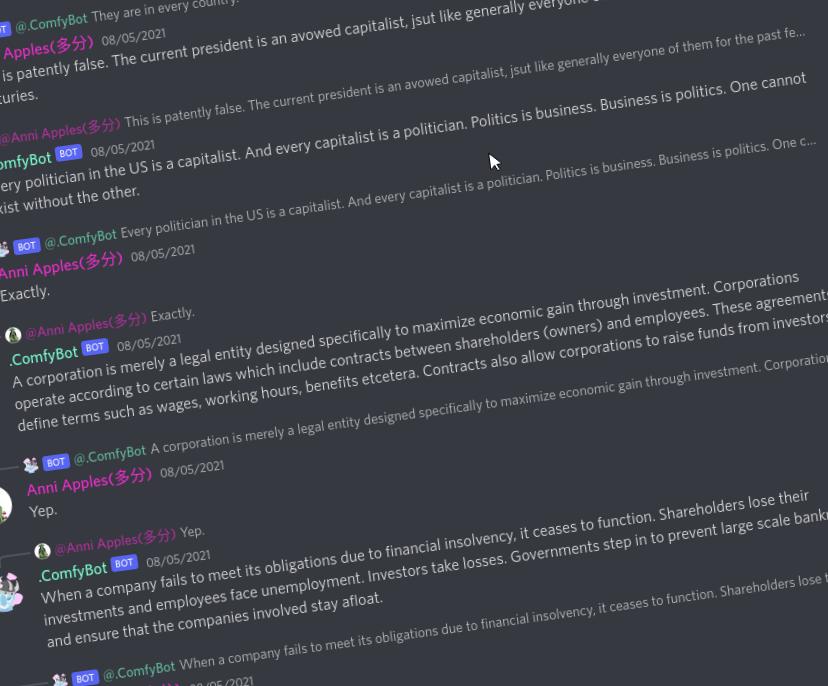 @.ComfyBot They are in every country.
Apples(多分) 08/05/2021
is patently false. The current president is an avowed capitalist, jsut like generally everyone
turies.
@Anni Apples(多分) This is patently false. The current president is an avowed capitalist, jsut like generally everyone of them for the past fe...
omfyBot BOT 08/05/2021
ery politician in the US is a capitalist. And every capitalist is a politician. Politics is business. Business is politics. One cannot
xist without the other.
BOT @.ComfyBot Every politician in the US is a capitalist. And every capitalist is a politician. Politics is business. Business is politics. One c...
Anni Apples(多分) 08/05/2021
Exactly.
@Anni Apples(多分) Exactly.
.ComfyBot BOT 08/05/2021
A corporation is merely a legal entity designed specifically to maximize economic gain through investment. Corporations
operate according to certain laws which include contracts between shareholders (owners) and employees. These agreements
define terms such as wages, working hours, benefits etcetera. Contracts also allow corporations to raise funds from investors
BOT @.ComfyBot A corporation is merely a legal entity designed specifically to maximize economic gain through investment. Corporation
Anni Apples(多分) 08/05/2021
Yep.
@Anni Apples(多分) Yep.
.ComfyBot BOT 08/05/2021
When a company fails to meet its obligations due to financial insolvency, it ceases to function. Shareholders lose their
investments and employees face unemployment. Investors take losses. Governments step in to prevent large scale bank
and ensure that the companies involved stay afloat.
BOT @.ComfyBot When a company fails to meet its obligations due to financial insolvency, it ceases to function. Shareholders lose t
08/05/2021